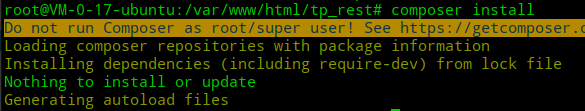 root@VM-0-17-ubuntu:/var/www/html/tp_rest# composer install
Do not run Composer as root/super user! See https://getcomposer.o
Loading composer repositories with package information
Installing dependencies (including require-dev) from lock file
Nothing to install or update
Generating autoload files